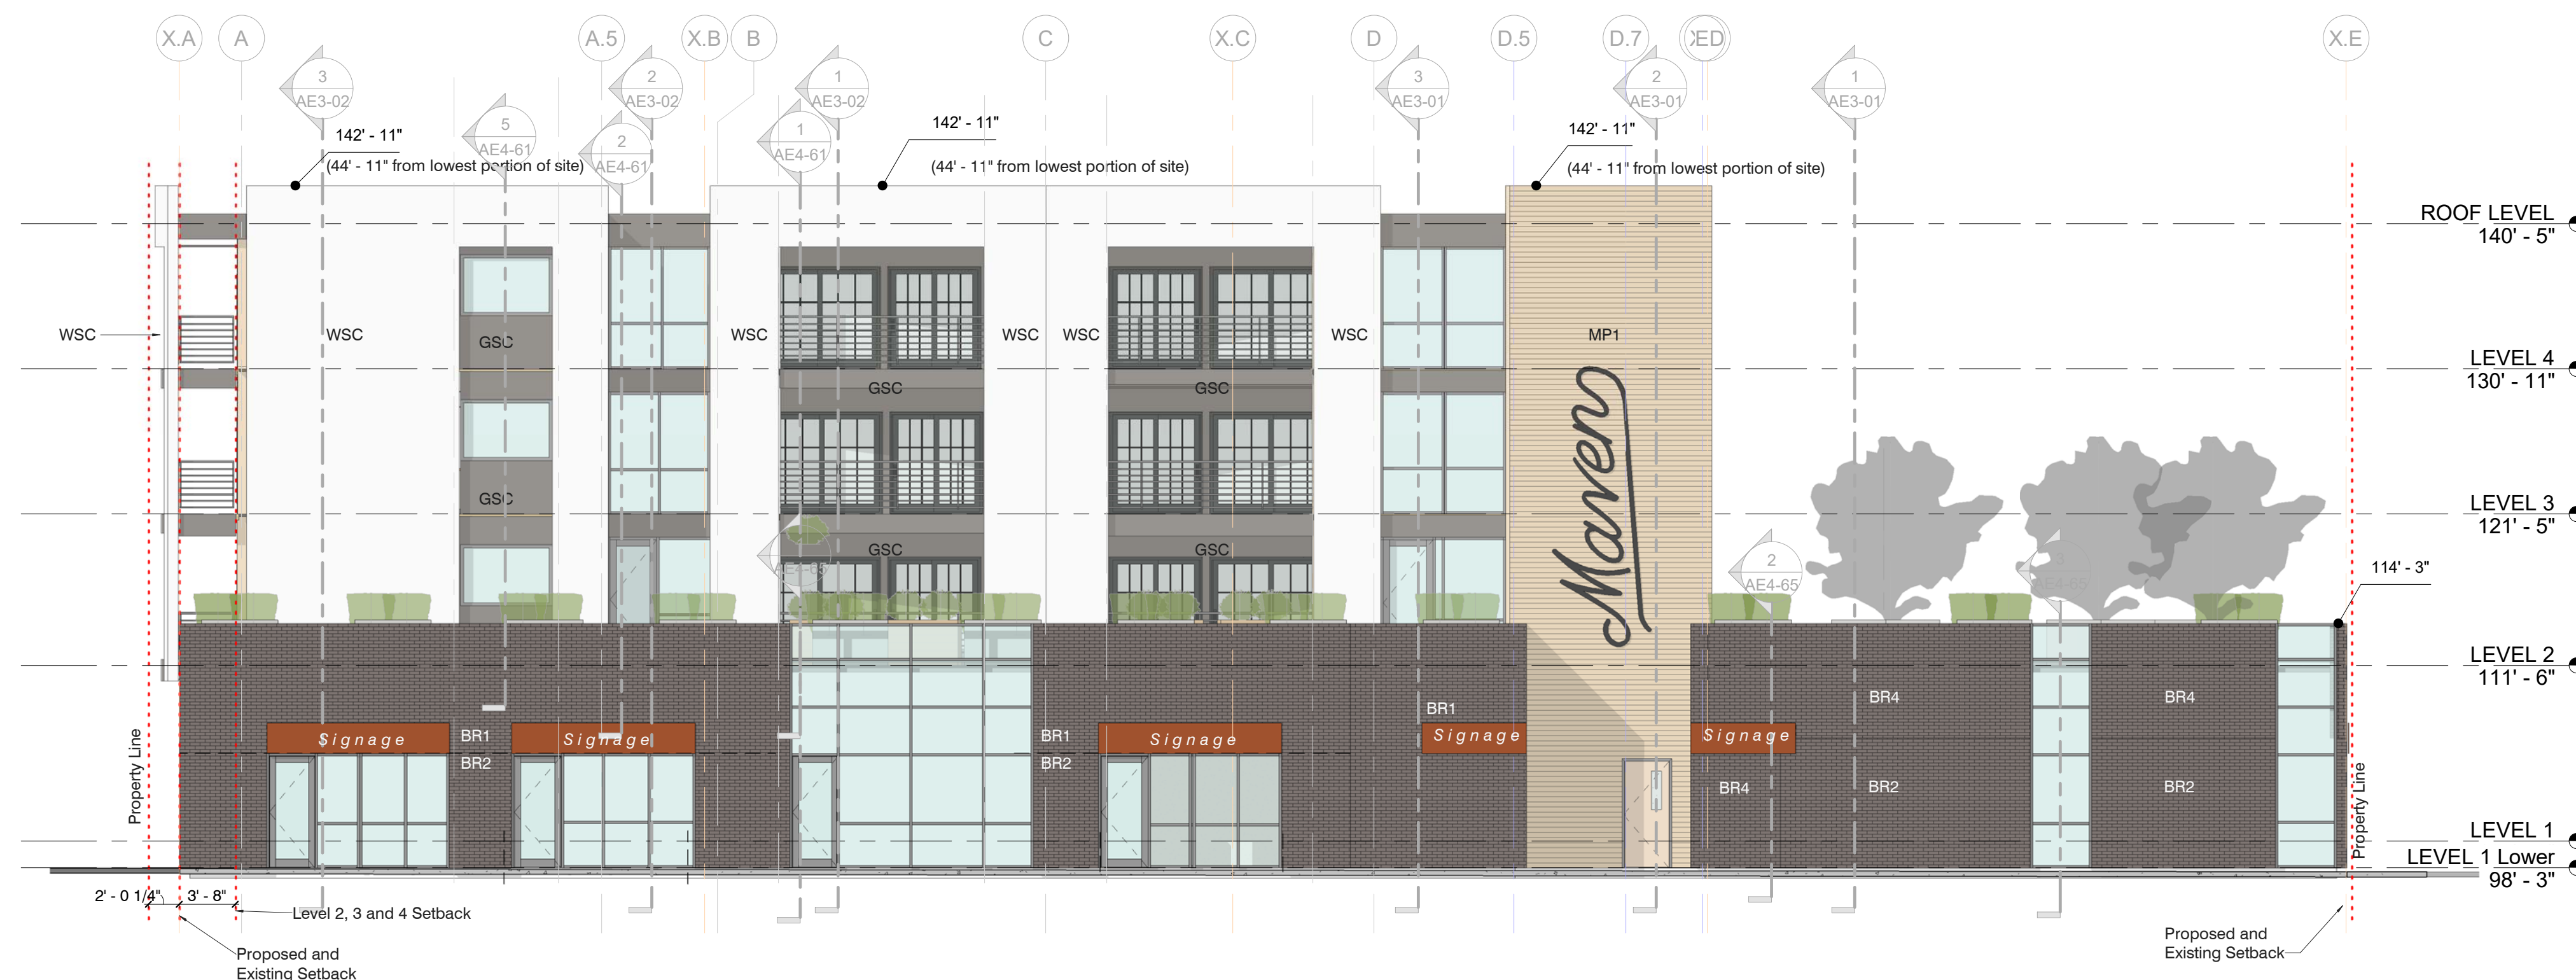 X.A
A
A.5
X.B
B
C
X.C
D
D.5
D.7
X.E
3
AE3-02
2
AE3-02
1
AE3-02
3
AE3-01
2
AE3-01
1
AE3-01
5
AE4-61
2
AE4-61
1
AE4-61
142' - 11"
(44' - 11" from lowest portion of site)
142' - 11"
(44' - 11" from lowest portion of site)
142' - 11"
(44' - 11" from lowest portion of site)
ROOF LEVEL
140' - 5"
WSC
WSC
GSC
WSC
WSC
WSC
WSC
MP1
LEVEL 4
130' - 11"
GSC
GSC
GSC
Maven
LEVEL 3
121' - 5"
GSC
GSC
AE4-65
2
AE4-65
3
AE4-65
114' - 3"
LEVEL 2
111' - 6"
BR1
BR4
BR4
Signage
BR1
Signage
BR1
Signage
Signage
Signage
BR2
BR2
BR4
BR2
BR2
Property Line
Property Line
LEVEL 1
LEVEL 1 Lower
98' - 3"
2' - 0 1/4"
3' - 8"
Level 2, 3 and 4 Setback
Proposed and
Existing Setback
Proposed and
Existing Setback